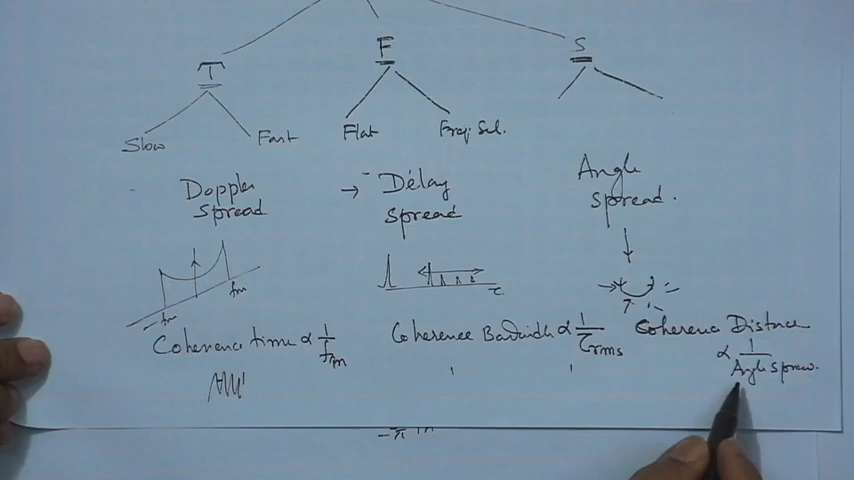 T F S
Slow Fast Flat Freq. Sel.
Doppler Spread → Delay Spread Angle Spread.
fm
- fm
τ
Coherence time ∝ 1/fm
Coherence Bandwidth ∝ 1/τrms
Coherence Distance
∝ 1/Angle Spread.